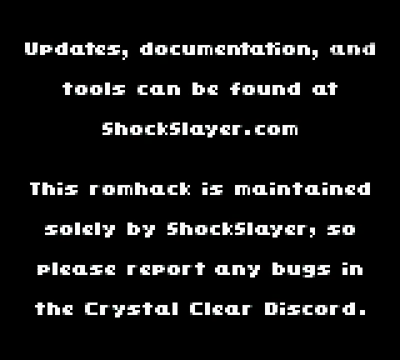 Updates, documentation, and
tools can be found at
ShockSlayer.com
This romhack is maintained
solely by ShockSlayer, so
please report any bugs in
the Crystal Clear Discord.